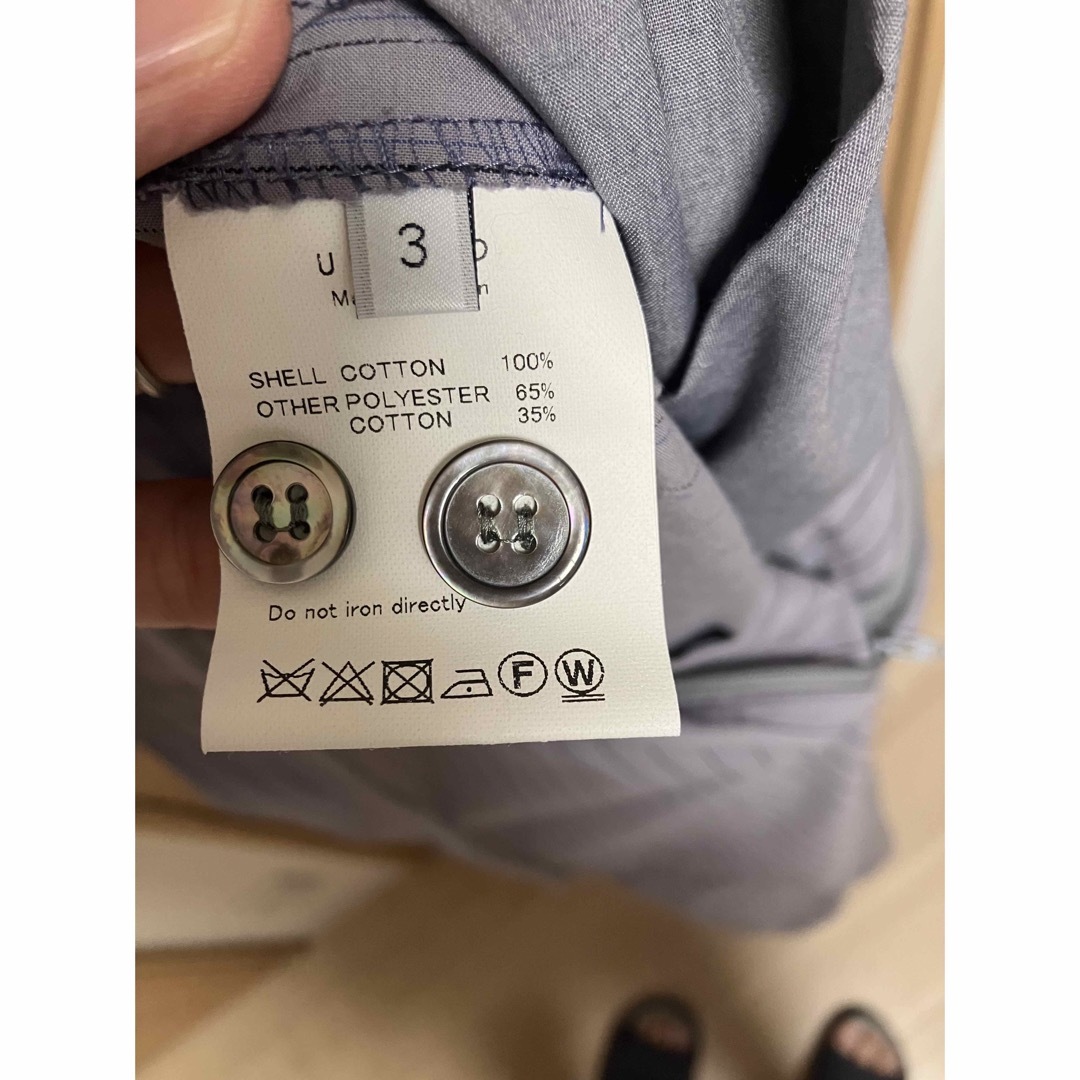 3
SHELL COTTON 100%
OTHER POLYESTER 65%
COTTON 35%
Do not iron directly
F W